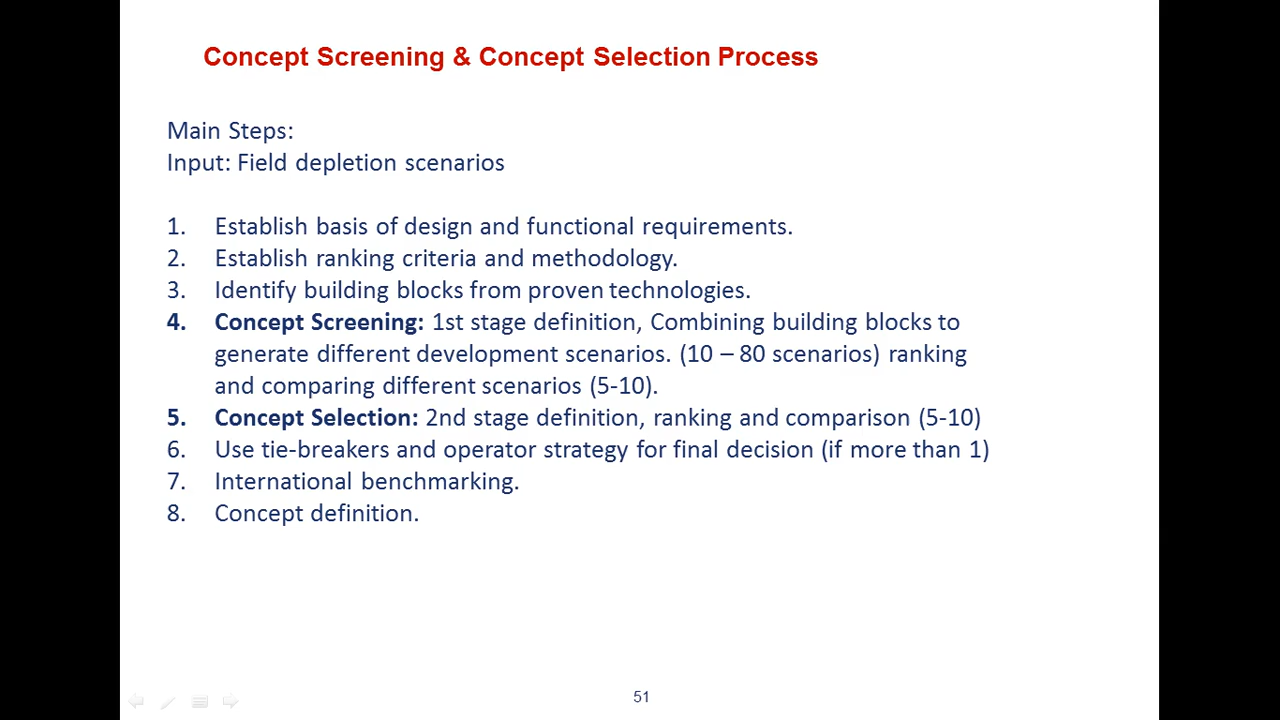 Concept Screening & Concept Selection Process
Main Steps:
Input: Field depletion scenarios
1. Establish basis of design and functional requirements.
2. Establish ranking criteria and methodology.
3. Identify building blocks from proven technologies.
4. Concept Screening: 1st stage definition, Combining building blocks to
generate different development scenarios. (10 – 80 scenarios) ranking
and comparing different scenarios (5-10).
5. Concept Selection: 2nd stage definition, ranking and comparison (5-10)
6. Use tie-breakers and operator strategy for final decision (if more than 1)
7. International benchmarking.
8. Concept definition.
51